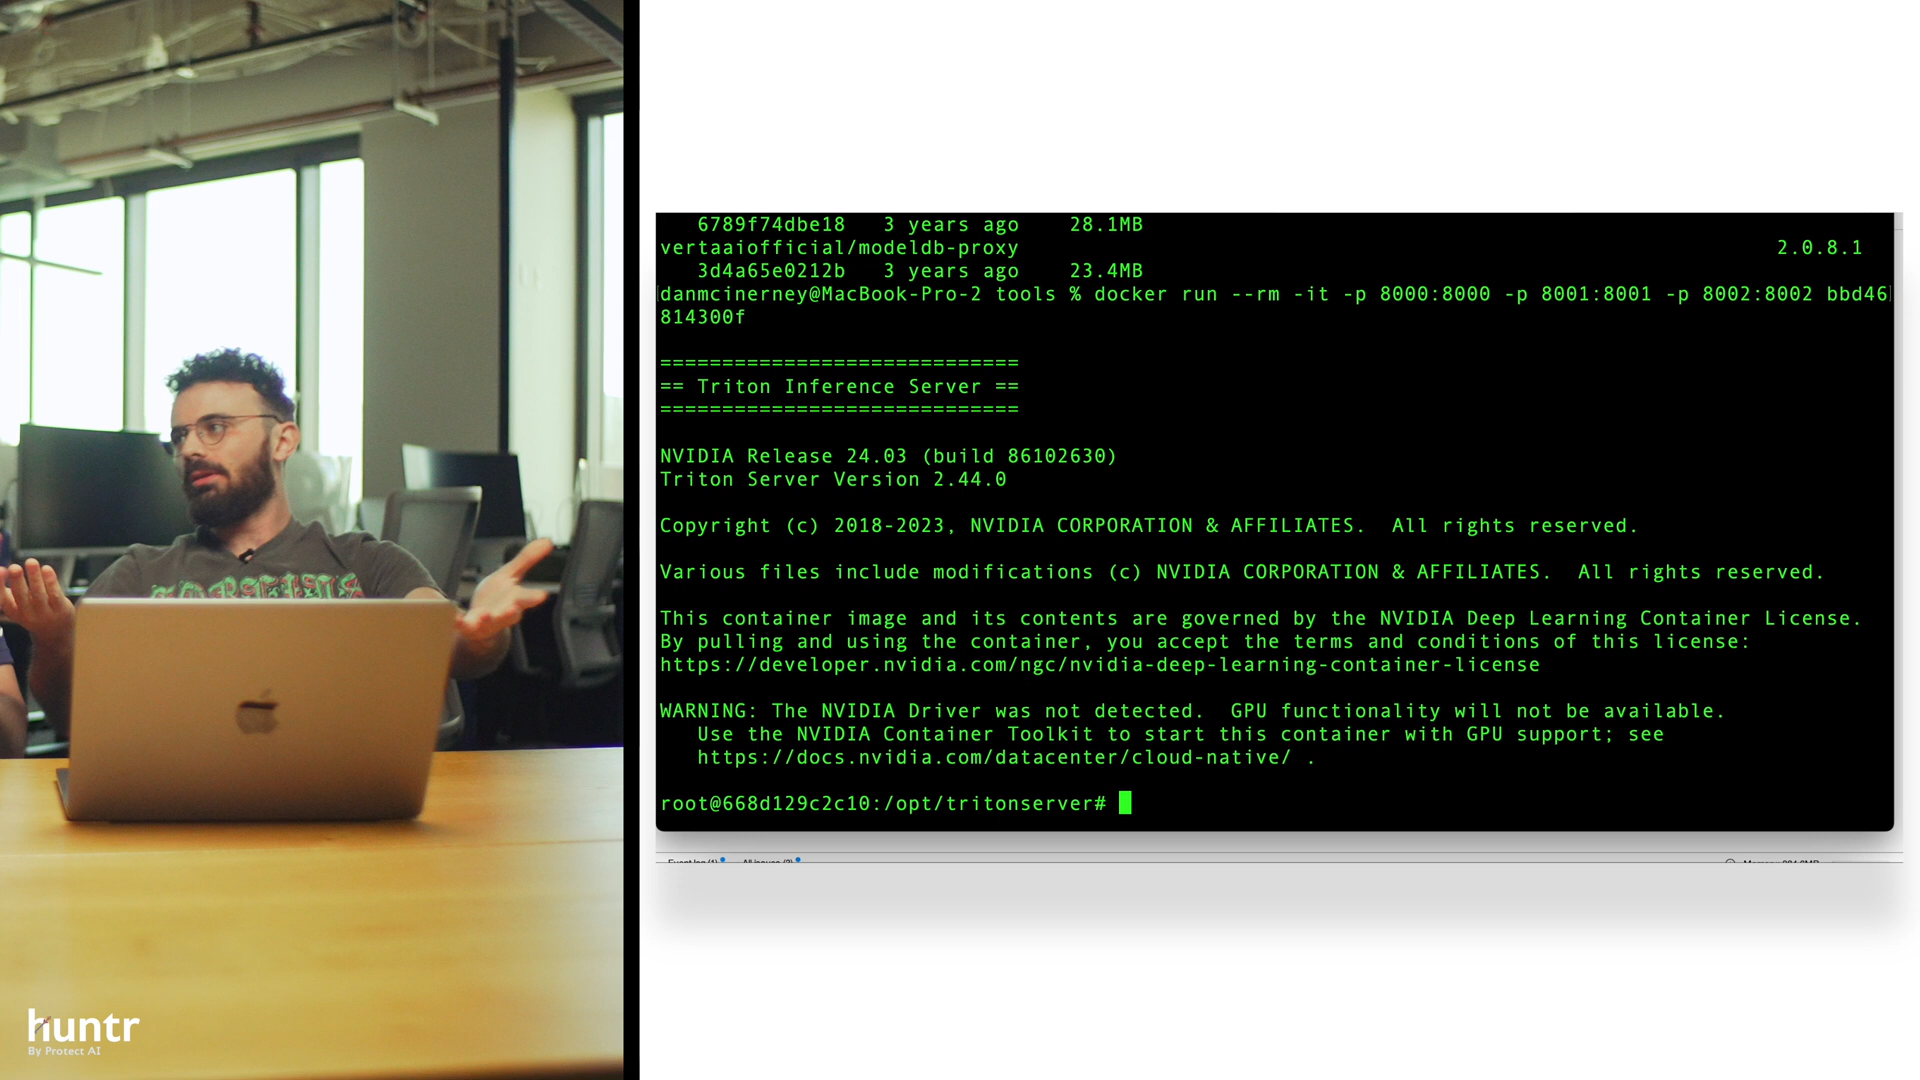 6789f74dbe18 3 years ago 28.1MB
vertaaiofficial/modeldb-proxy 2.0.8.1
3d4a65e0212b 3 years ago 23.4MB
danmcinerney@MacBook-Pro-2 tools % docker run --rm -it -p 8000:8000 -p 8001:8001 -p 8002:8002 bbd46
814300f
=============================
== Triton Inference Server ==
=============================
NVIDIA Release 24.03 (build 86102630)
Triton Server Version 2.44.0
Copyright (c) 2018-2023, NVIDIA CORPORATION & AFFILIATES. All rights reserved.
Various files include modifications (c) NVIDIA CORPORATION & AFFILIATES. All rights reserved.
This container image and its contents are governed by the NVIDIA Deep Learning Container License.
By pulling and using the container, you accept the terms and conditions of this license:
https://developer.nvidia.com/ngc/nvidia-deep-learning-container-license
WARNING: The NVIDIA Driver was not detected. GPU functionality will not be available.
Use the NVIDIA Container Toolkit to start this container with GPU support; see
https://docs.nvidia.com/datacenter/cloud-native/ .
root@668d129c2c10:/opt/tritonserver#
huntr
By Protect AI